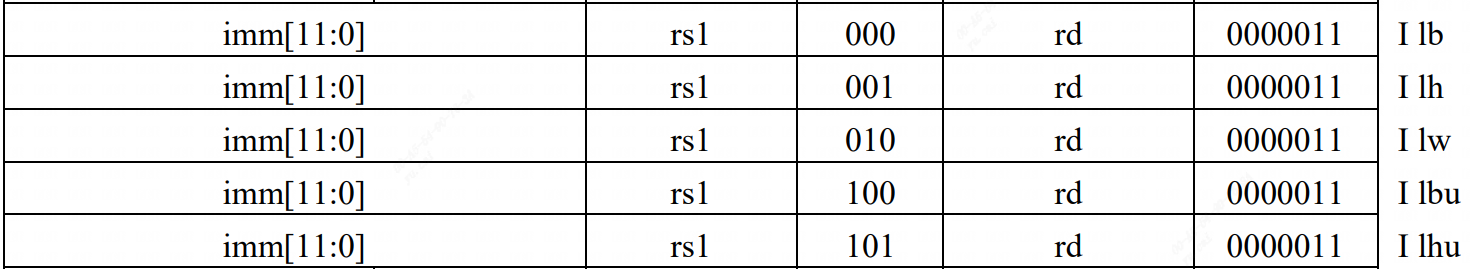 imm[11:0] rs1 000 rd 0000011 I lb
imm[11:0] rs1 001 rd 0000011 I lh
imm[11:0] rs1 010 rd 0000011 I lw
imm[11:0] rs1 100 rd 0000011 I lbu
imm[11:0] rs1 101 rd 0000011 I lhu